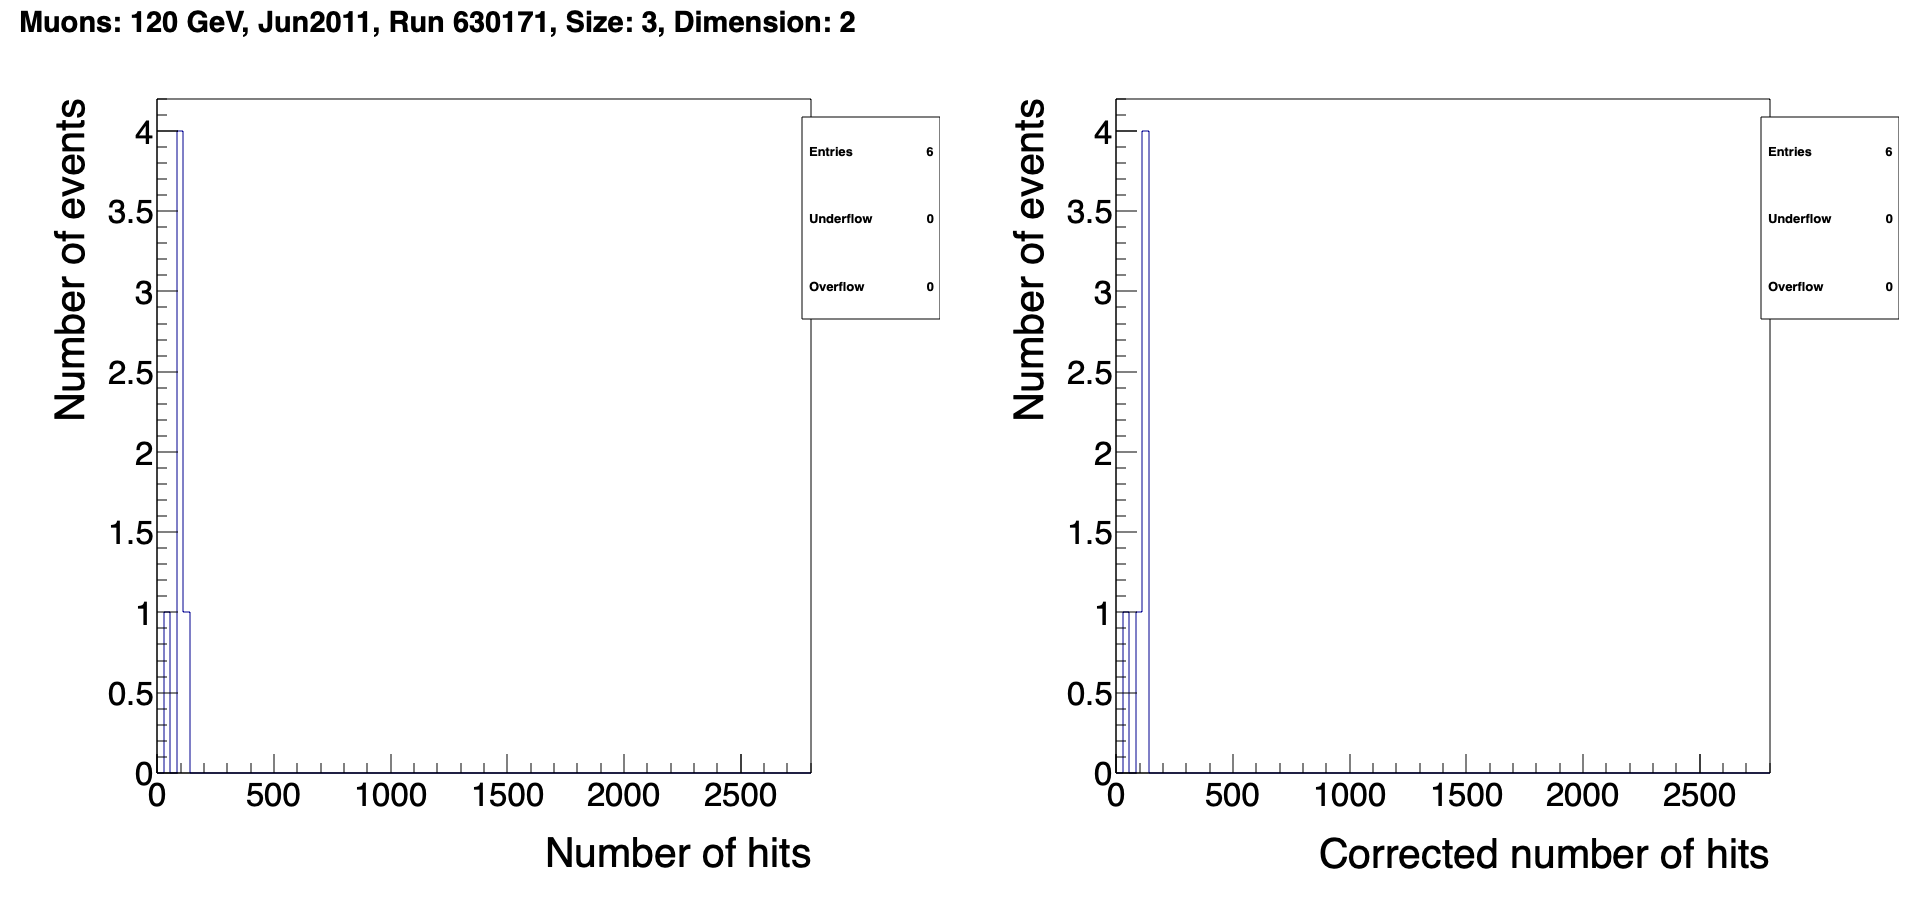 Muons: 120 GeV, Jun2011, Run 630171, Size: 3, Dimension: 2
Number of events
4
3.5
3
2.5
2
1.5
1
0.5
0
0 500 1000 1500 2000 2500
Number of hits
Entries 6
Underflow 0
Overflow 0
Number of events
4
3.5
3
2.5
2
1.5
1
0.5
0
0 500 1000 1500 2000 2500
Corrected number of hits
Entries 6
Underflow 0
Overflow 0